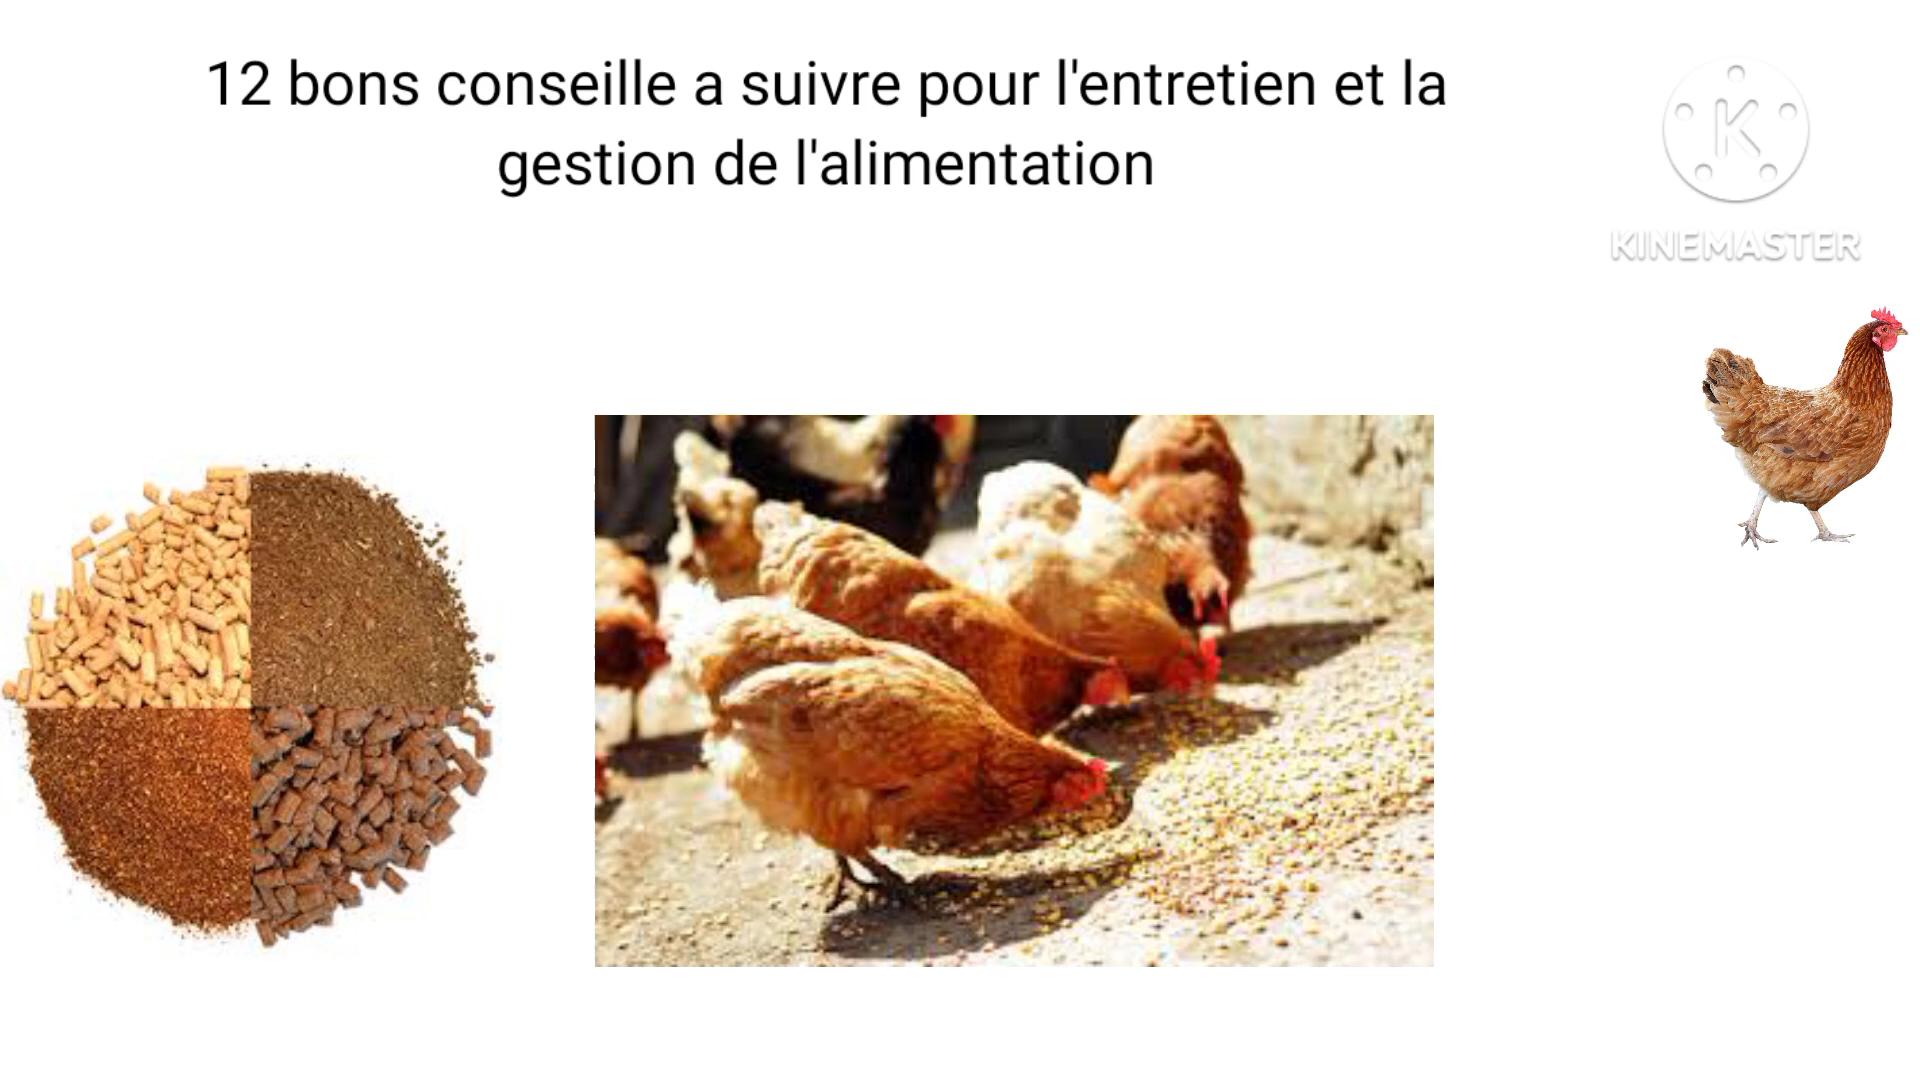 12 bons conseille a suivre pour l'entretien et la
gestion de l'alimentation
K
KINEMASTER